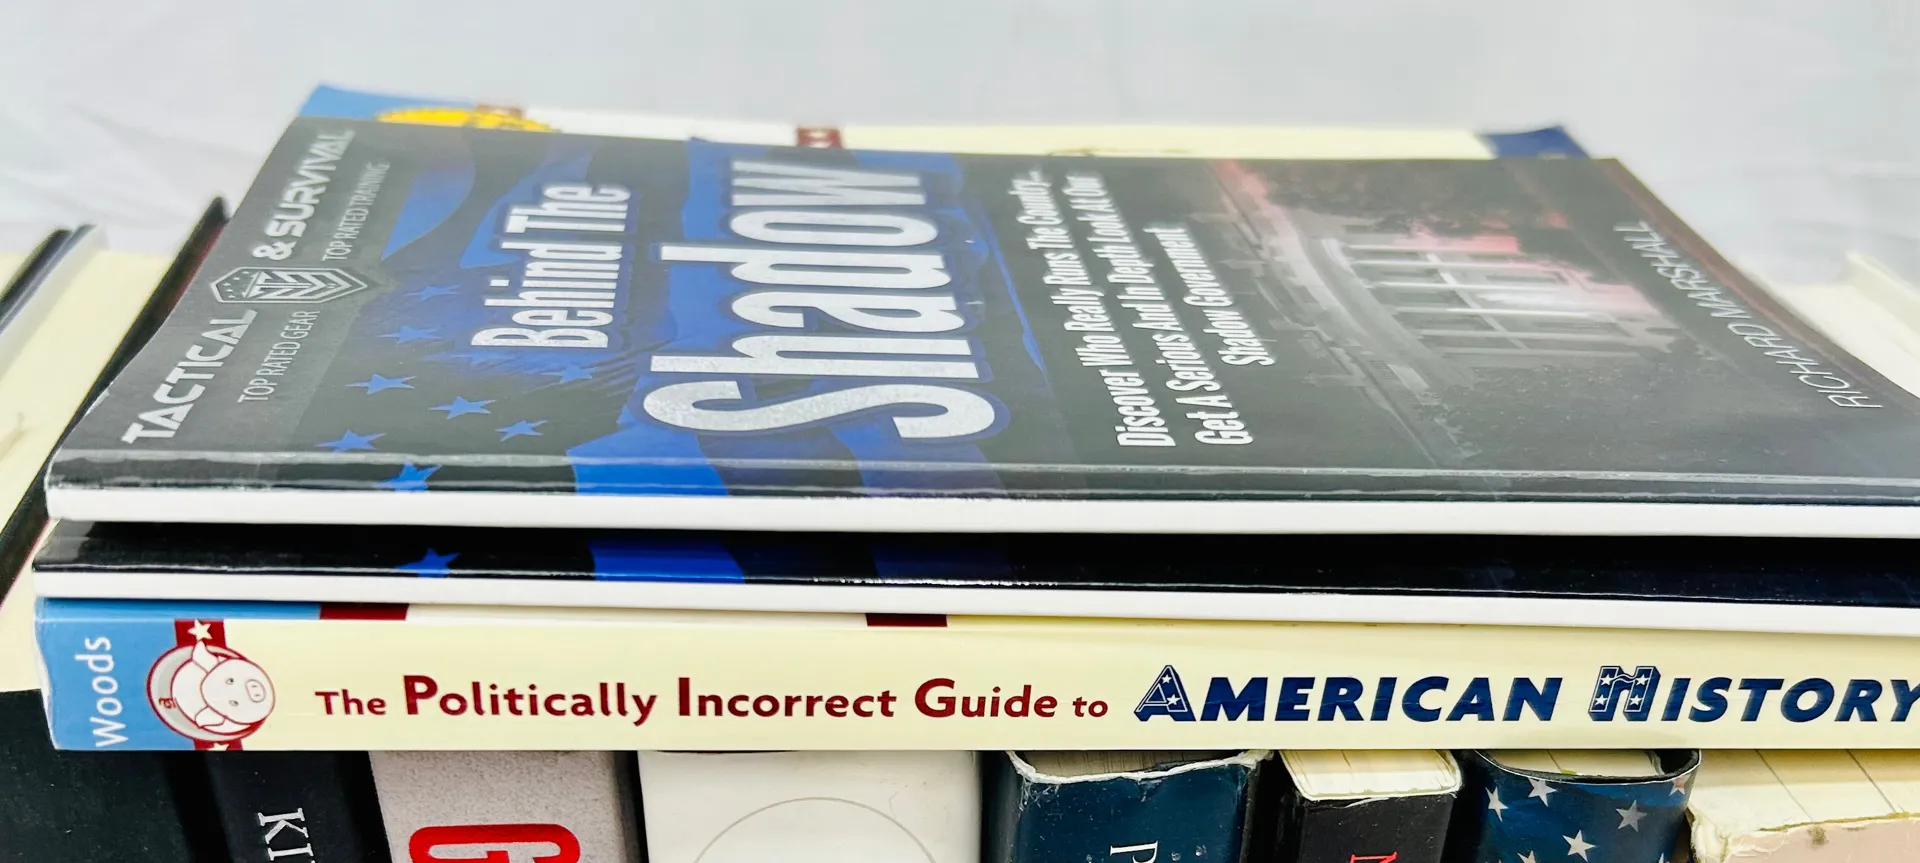 TACTICAL & SURVIVAL
TOP RATED GEAR TOP RATED TRAINING
Behind The
Shadow
Discover Who Really Runs The Country...
And In Depth Look At Our
Get A Serious
Shadow Government
RICHARD MARSHALL
Woods
The Politically Incorrect Guide to AMERICAN HISTORY